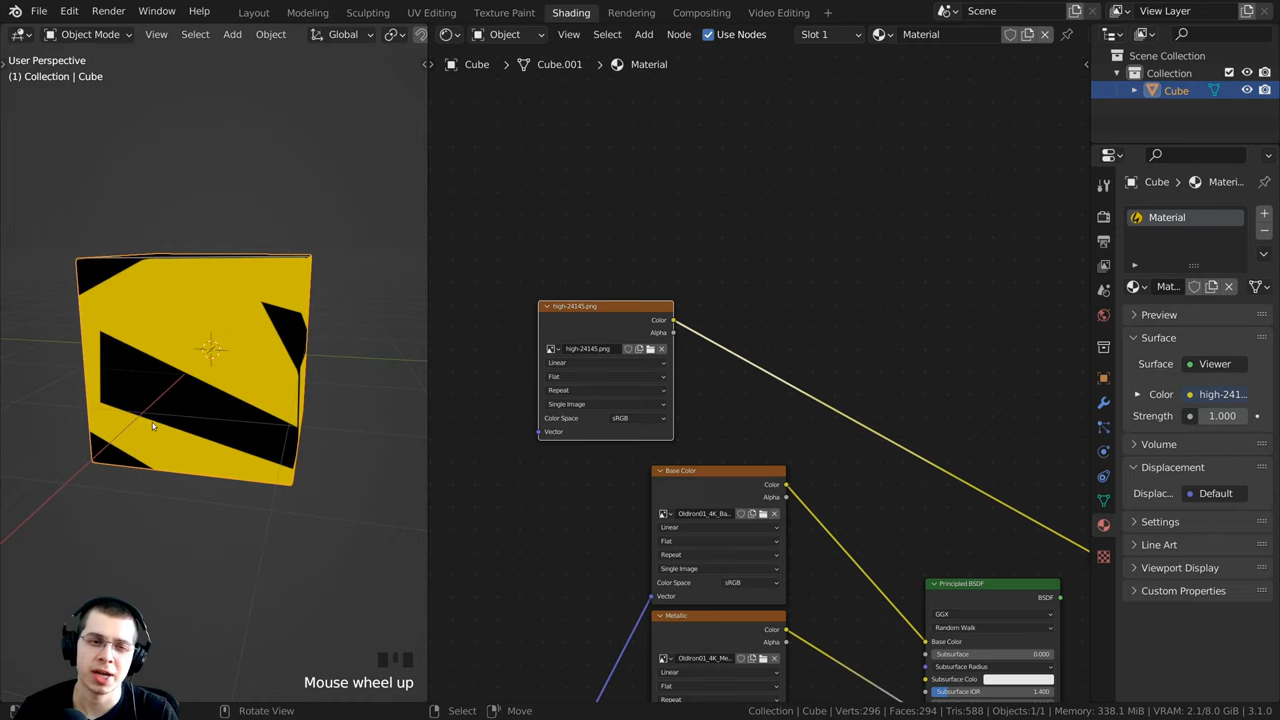 File Edit Render Window Help Layout Modeling Sculpting UV Editing Texture Paint Shading Rendering Compositing Video Editing Scene View Layer
Object Mode View Select Add Object Global Object View Select Add Node Use Nodes Slot 1 Material
User Perspective
(1) Collection | Cube
Cube Cube.001 Material
Scene Collection
Collection
Cube
Cube Materi...
Material
Mat...
Preview
Surface
Surface Viewer
Color high-241...
Strength 1.000
Volume
Displacement
Displac... Default
Settings
Line Art
Viewport Display
Custom Properties
high-24145.png
Color
Alpha
high-24145.png
Linear
Flat
Repeat
Single Image
Color Space sRGB
Vector
Base Color
Color
Alpha
OldIron01_4K_Ba...
Linear
Flat
Repeat
Single Image
Color Space sRGB
Vector
Metallic
Color
Alpha
OldIron01_4K_Me...
Linear
Flat
Repeat
Principled BSDF
BSDF
GGX
Random Walk
Base Color
Subsurface 0.000
Subsurface Radius
Subsurface Colo
Subsurface IOR 1.400
Mouse wheel up
Rotate View Select Move Collection | Cube | Verts:296 | Faces:294 | Tris:588 | Objects:1/1 | Memory: 338.1 MiB | VRAM: 2.1/8.0 GiB | 3.1.0